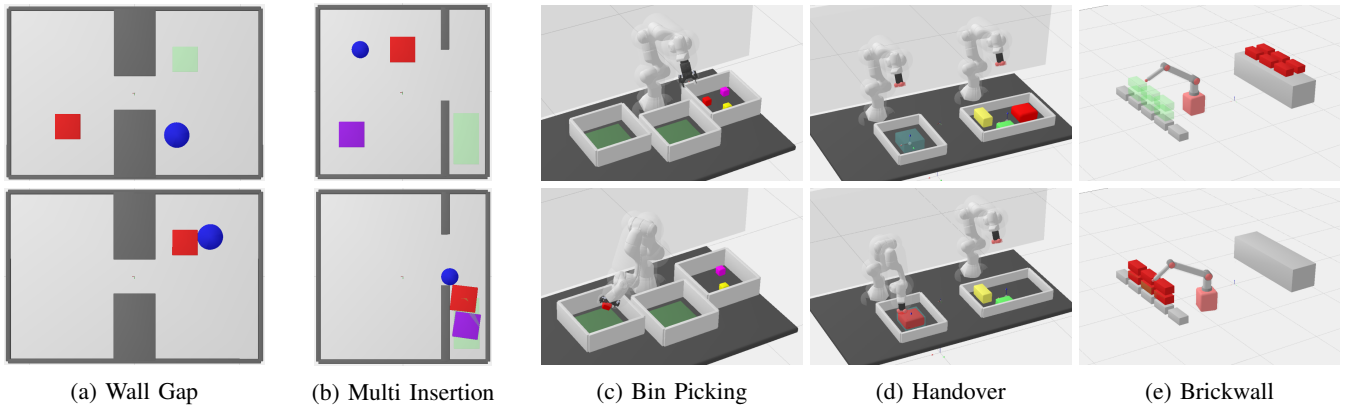 (a) Wall Gap
(b) Multi Insertion
(c) Bin Picking
(d) Handover
(e) Brickwall